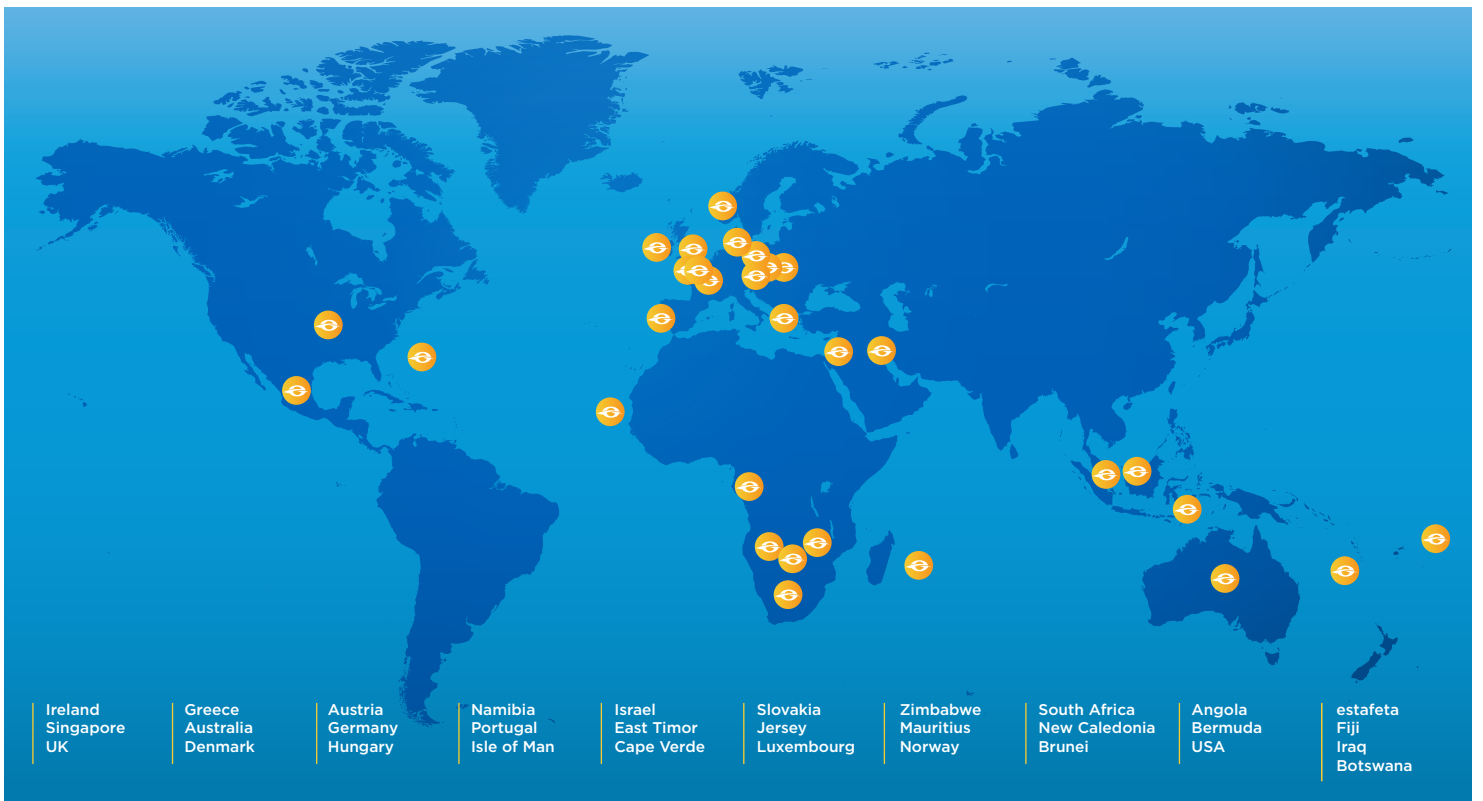 Ireland
Singapore
UK
Greece
Australia
Denmark
Austria
Germany
Hungary
Namibia
Portugal
Isle of Man
Israel
East Timor
Cape Verde
Slovakia
Jersey
Luxembourg
Zimbabwe
Mauritius
Norway
South Africa
New Caledonia
Brunei
Angola
Bermuda
USA
estafeta
Fiji
Iraq
Botswana